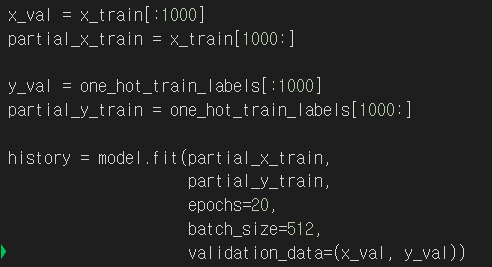 x_val = x_train[:1000]
partial_x_train = x_train[1000:]

y_val = one_hot_train_labels[:1000]
partial_y_train = one_hot_train_labels[1000:]

history = model.fit(partial_x_train,
                    partial_y_train,
                    epochs=20,
                    batch_size=512,
                    validation_data=(x_val, y_val))